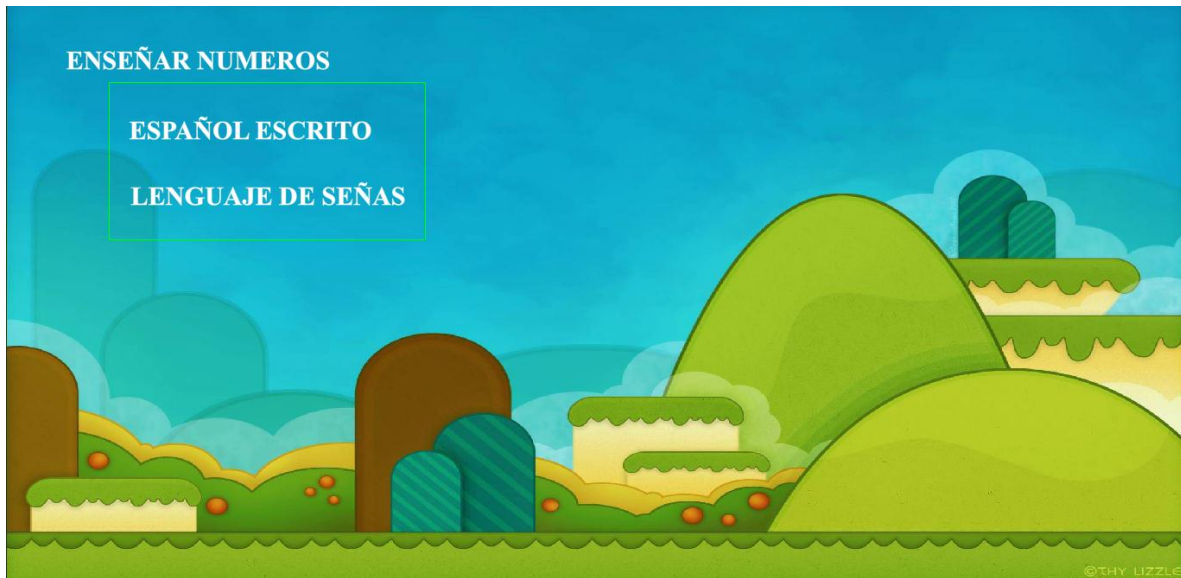 ENSEÑAR NUMEROS
ESPAÑOL ESCRITO
LENGUAJE DE SEÑAS
©THY LIZZLE